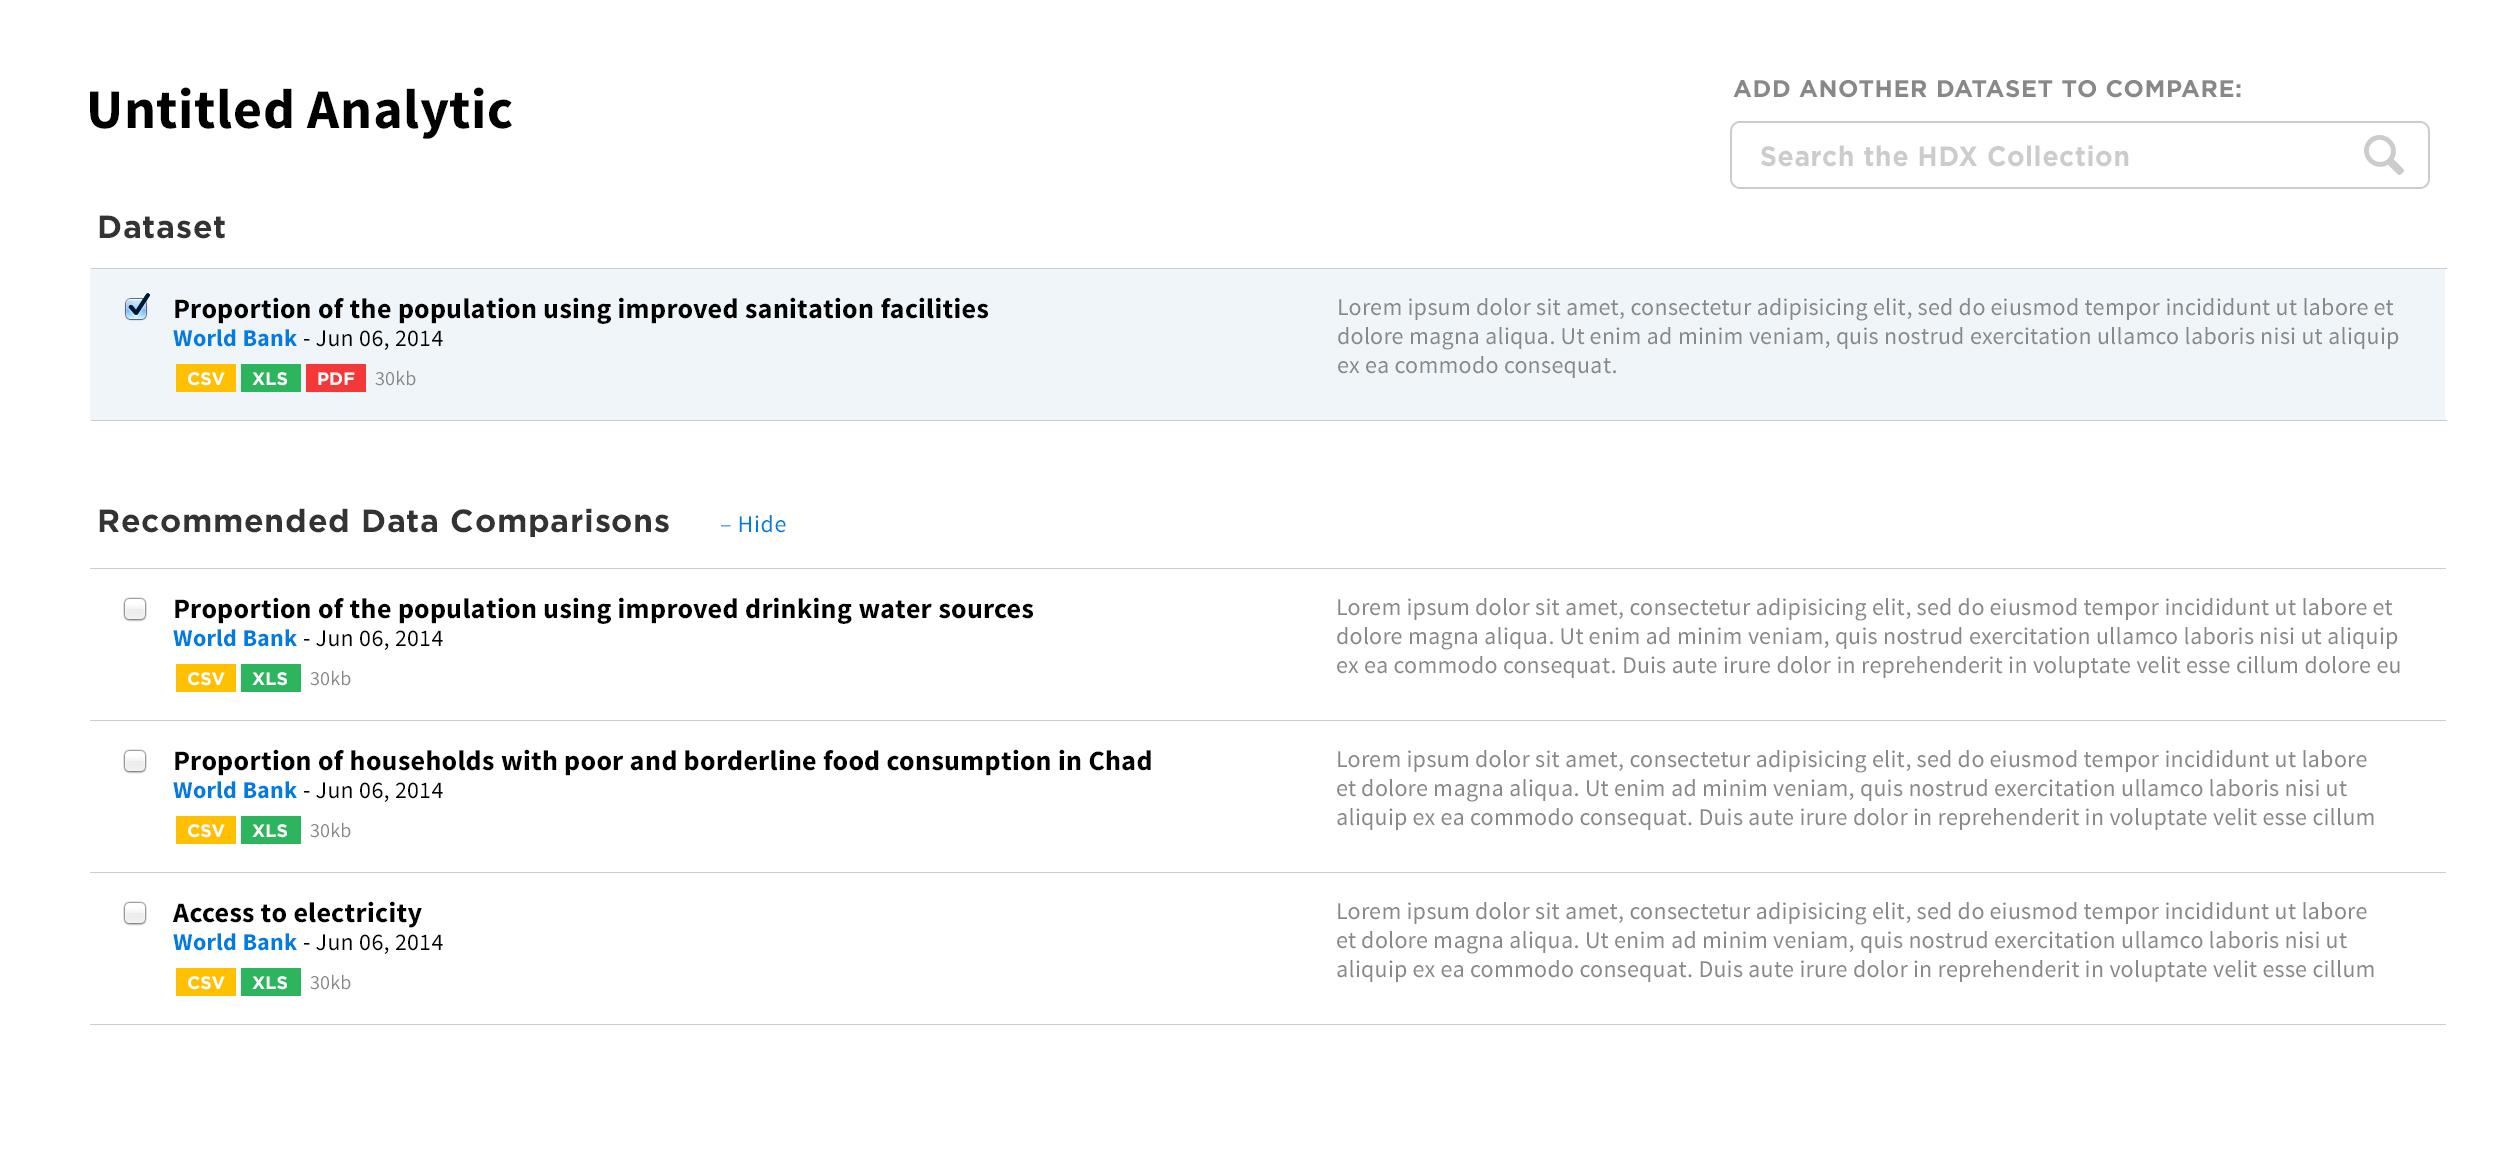 Untitled Analytic
ADD ANOTHER DATASET TO COMPARE:
Search the HDX Collection
Dataset
Proportion of the population using improved sanitation facilities
World Bank - Jun 06, 2014
CSV XLS PDF 30kb
Lorem ipsum dolor sit amet, consectetur adipisicing elit, sed do eiusmod tempor incididunt ut labore et
dolore magna aliqua. Ut enim ad minim veniam, quis nostrud exercitation ullamco laboris nisi ut aliquip
ex ea commodo consequat.
Recommended Data Comparisons – Hide
Proportion of the population using improved drinking water sources
World Bank - Jun 06, 2014
CSV XLS 30kb
Lorem ipsum dolor sit amet, consectetur adipisicing elit, sed do eiusmod tempor incididunt ut labore et
dolore magna aliqua. Ut enim ad minim veniam, quis nostrud exercitation ullamco laboris nisi ut aliquip
ex ea commodo consequat. Duis aute irure dolor in reprehenderit in voluptate velit esse cillum dolore eu
Proportion of households with poor and borderline food consumption in Chad
World Bank - Jun 06, 2014
CSV XLS 30kb
Lorem ipsum dolor sit amet, consectetur adipisicing elit, sed do eiusmod tempor incididunt ut labore
et dolore magna aliqua. Ut enim ad minim veniam, quis nostrud exercitation ullamco laboris nisi ut
aliquip ex ea commodo consequat. Duis aute irure dolor in reprehenderit in voluptate velit esse cillum
Access to electricity
World Bank - Jun 06, 2014
CSV XLS 30kb
Lorem ipsum dolor sit amet, consectetur adipisicing elit, sed do eiusmod tempor incididunt ut labore
et dolore magna aliqua. Ut enim ad minim veniam, quis nostrud exercitation ullamco laboris nisi ut
aliquip ex ea commodo consequat. Duis aute irure dolor in reprehenderit in voluptate velit esse cillum